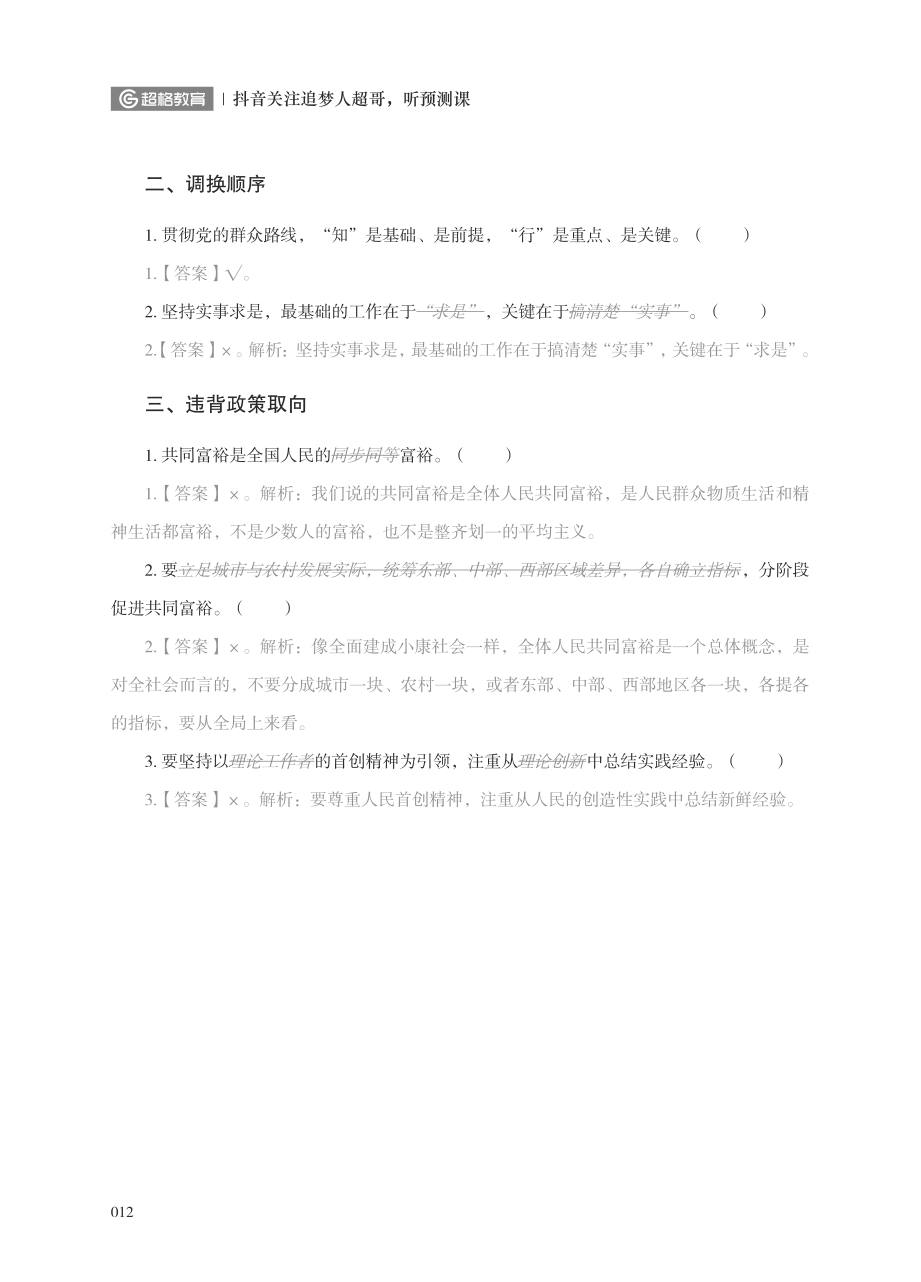 超格教育 | 抖音关注追梦人超哥，听预测课
二、调换顺序
1. 贯彻党的群众路线，“知”是基础、是前提，“行”是重点、是关键。（　　）
1.【答案】√。
2. 坚持实事求是，最基础的工作在于“求是”，关键在于搞清楚“实事”。（　　）
2.【答案】×。解析：坚持实事求是，最基础的工作在于搞清楚“实事”，关键在于“求是”。
三、违背政策取向
1. 共同富裕是全国人民的同步同等富裕。（　　）
1.【答案】×。解析：我们说的共同富裕是全体人民共同富裕，是人民群众物质生活和精
神生活都富裕，不是少数人的富裕，也不是整齐划一的平均主义。
2. 要立足城市与农村发展实际，统筹东部、中部、西部区域差异，各自确立指标，分阶段
促进共同富裕。（　　）
2.【答案】×。解析：像全面建成小康社会一样，全体人民共同富裕是一个总体概念，是
对全社会而言的，不要分成城市一块、农村一块，或者东部、中部、西部地区各一块，各提各
的指标，要从全局上来看。
3. 要坚持以理论工作者的首创精神为引领，注重从理论创新中总结实践经验。（　　）
3.【答案】×。解析：要尊重人民首创精神，注重从人民的创造性实践中总结新鲜经验。
012